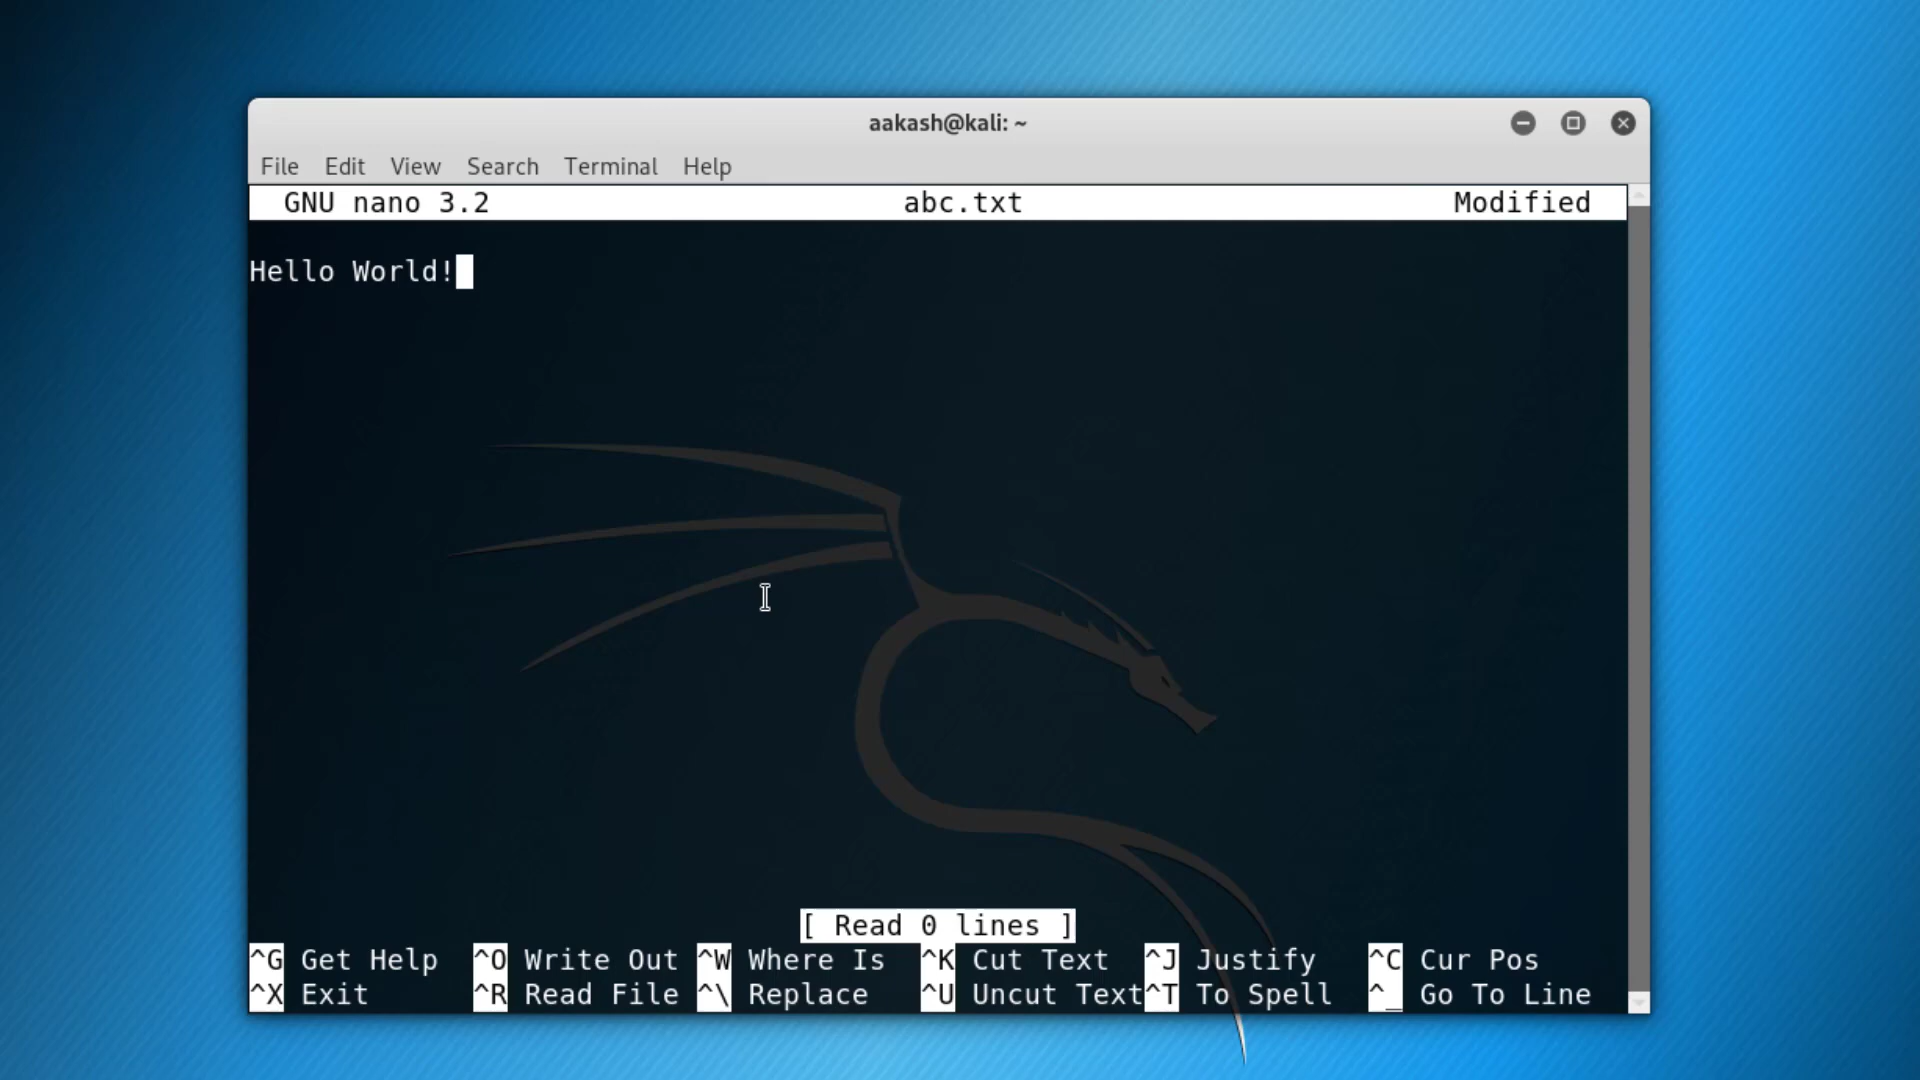 aakash@kali: ~
File Edit View Search Terminal Help
GNU nano 3.2 abc.txt Modified
Hello World!
[ Read 0 lines ]
^G Get Help ^O Write Out ^W Where Is ^K Cut Text ^J Justify ^C Cur Pos
^X Exit ^R Read File ^\ Replace ^U Uncut Text ^T To Spell ^_ Go To Line